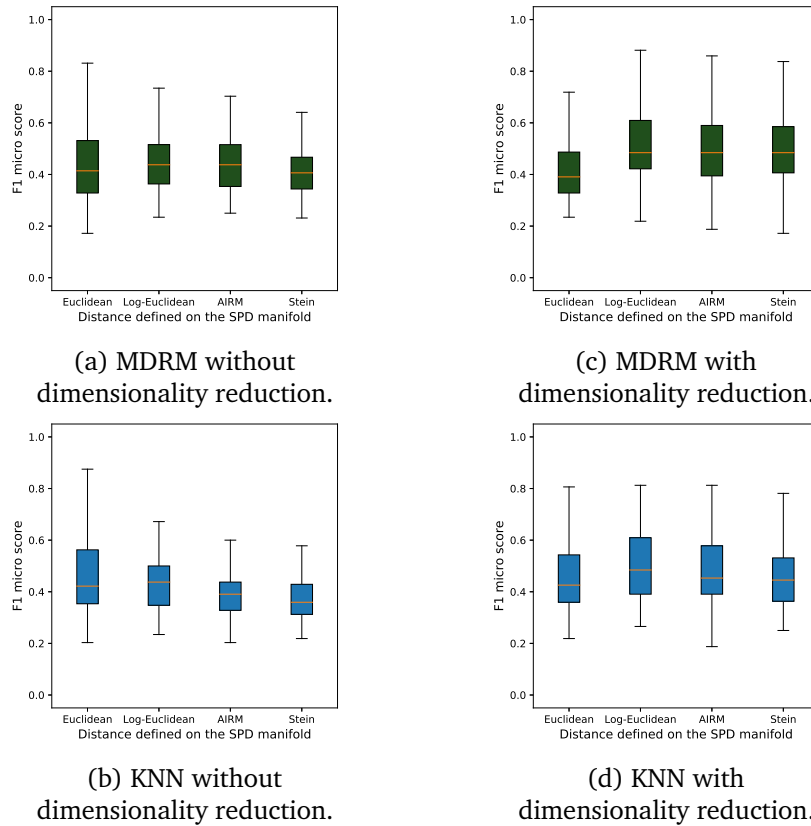 1.0
0.8
0.6
0.4
0.2
0.0
F1 micro score
Euclidean Log-Euclidean AIRM Stein
Distance defined on the SPD manifold
(a) MDRM without
dimensionality reduction.
1.0
0.8
0.6
0.4
0.2
0.0
F1 micro score
Euclidean Log-Euclidean AIRM Stein
Distance defined on the SPD manifold
(c) MDRM with
dimensionality reduction.
1.0
0.8
0.6
0.4
0.2
0.0
F1 micro score
Euclidean Log-Euclidean AIRM Stein
Distance defined on the SPD manifold
(b) KNN without
dimensionality reduction.
1.0
0.8
0.6
0.4
0.2
0.0
F1 micro score
Euclidean Log-Euclidean AIRM Stein
Distance defined on the SPD manifold
(d) KNN with
dimensionality reduction.